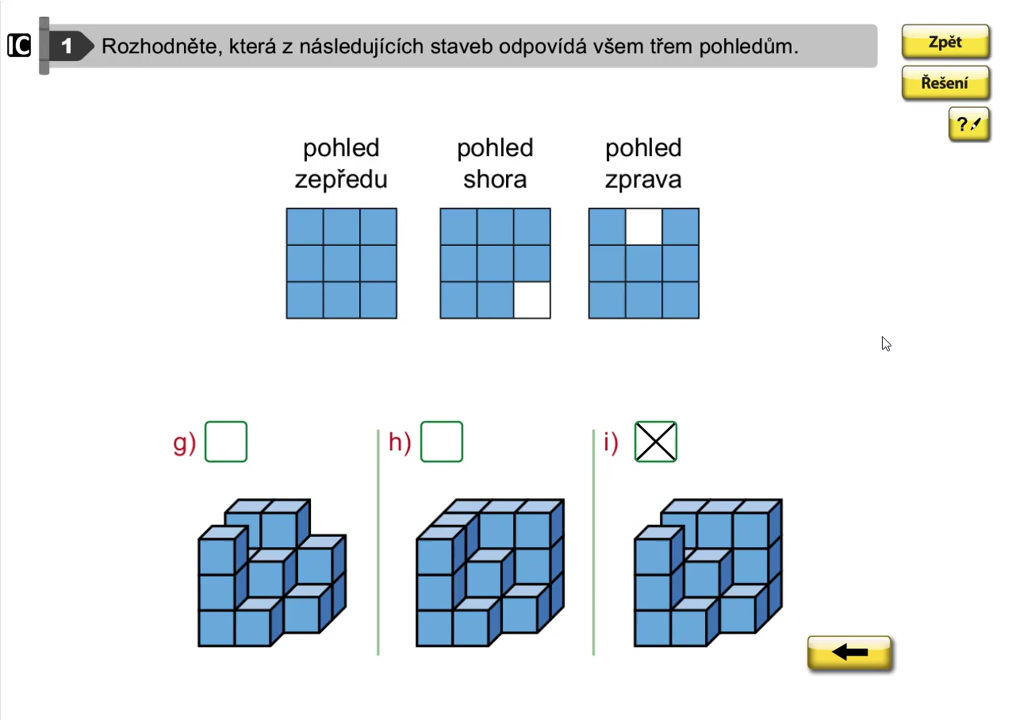 IC
1 Rozhodněte, která z následujících staveb odpovídá všem třem pohledům.
Zpět
Řešení
?
pohled zepředu
pohled shora
pohled zprava
g)
h)
i)